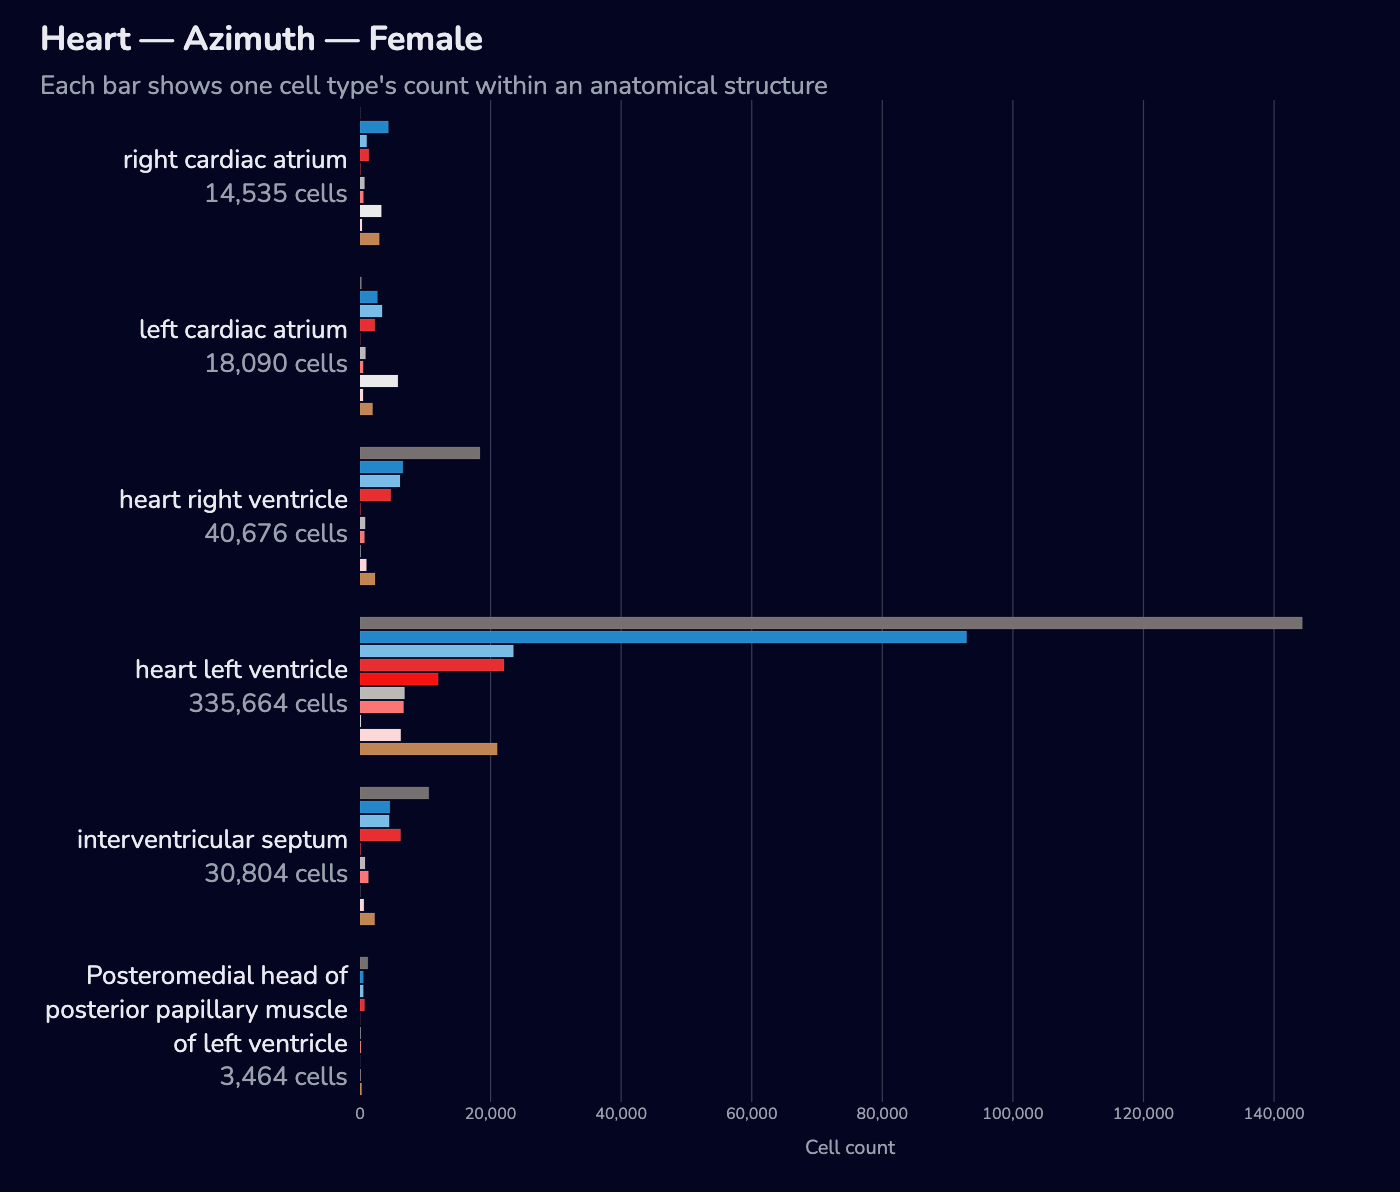 Heart — Azimuth — Female
Each bar shows one cell type's count within an anatomical structure
right cardiac atrium
14,535 cells
left cardiac atrium
18,090 cells
heart right ventricle
40,676 cells
heart left ventricle
335,664 cells
interventricular septum
30,804 cells
Posteromedial head of
posterior papillary muscle
of left ventricle
3,464 cells
0 20,000 40,000 60,000 80,000 100,000 120,000 140,000
Cell count